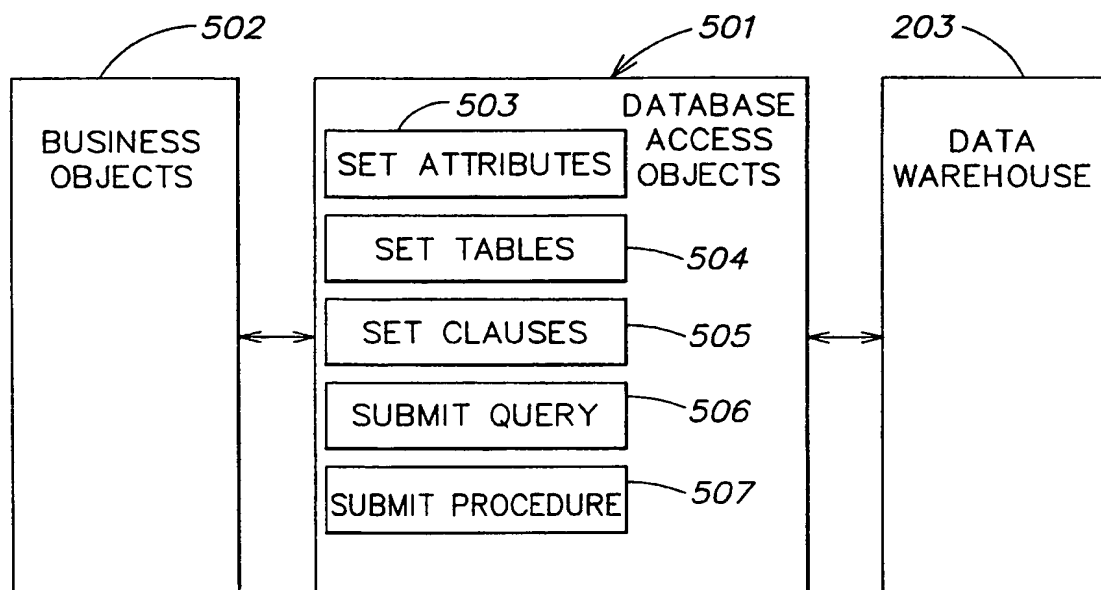 502
501
203
BUSINESS
OBJECTS
503
DATABASE
ACCESS
OBJECTS
SET ATTRIBUTES
SET TABLES
504
SET CLAUSES
505
SUBMIT QUERY
506
SUBMIT PROCEDURE
507
DATA
WAREHOUSE